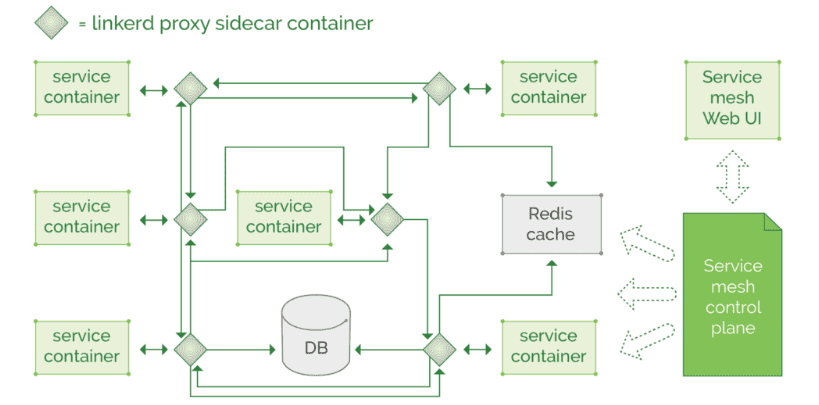 = linkerd proxy sidecar container
service
container
service
container
Service
mesh
Web UI
service
container
service
container
Redis
cache
Service
mesh
control
plane
service
container
DB
service
container